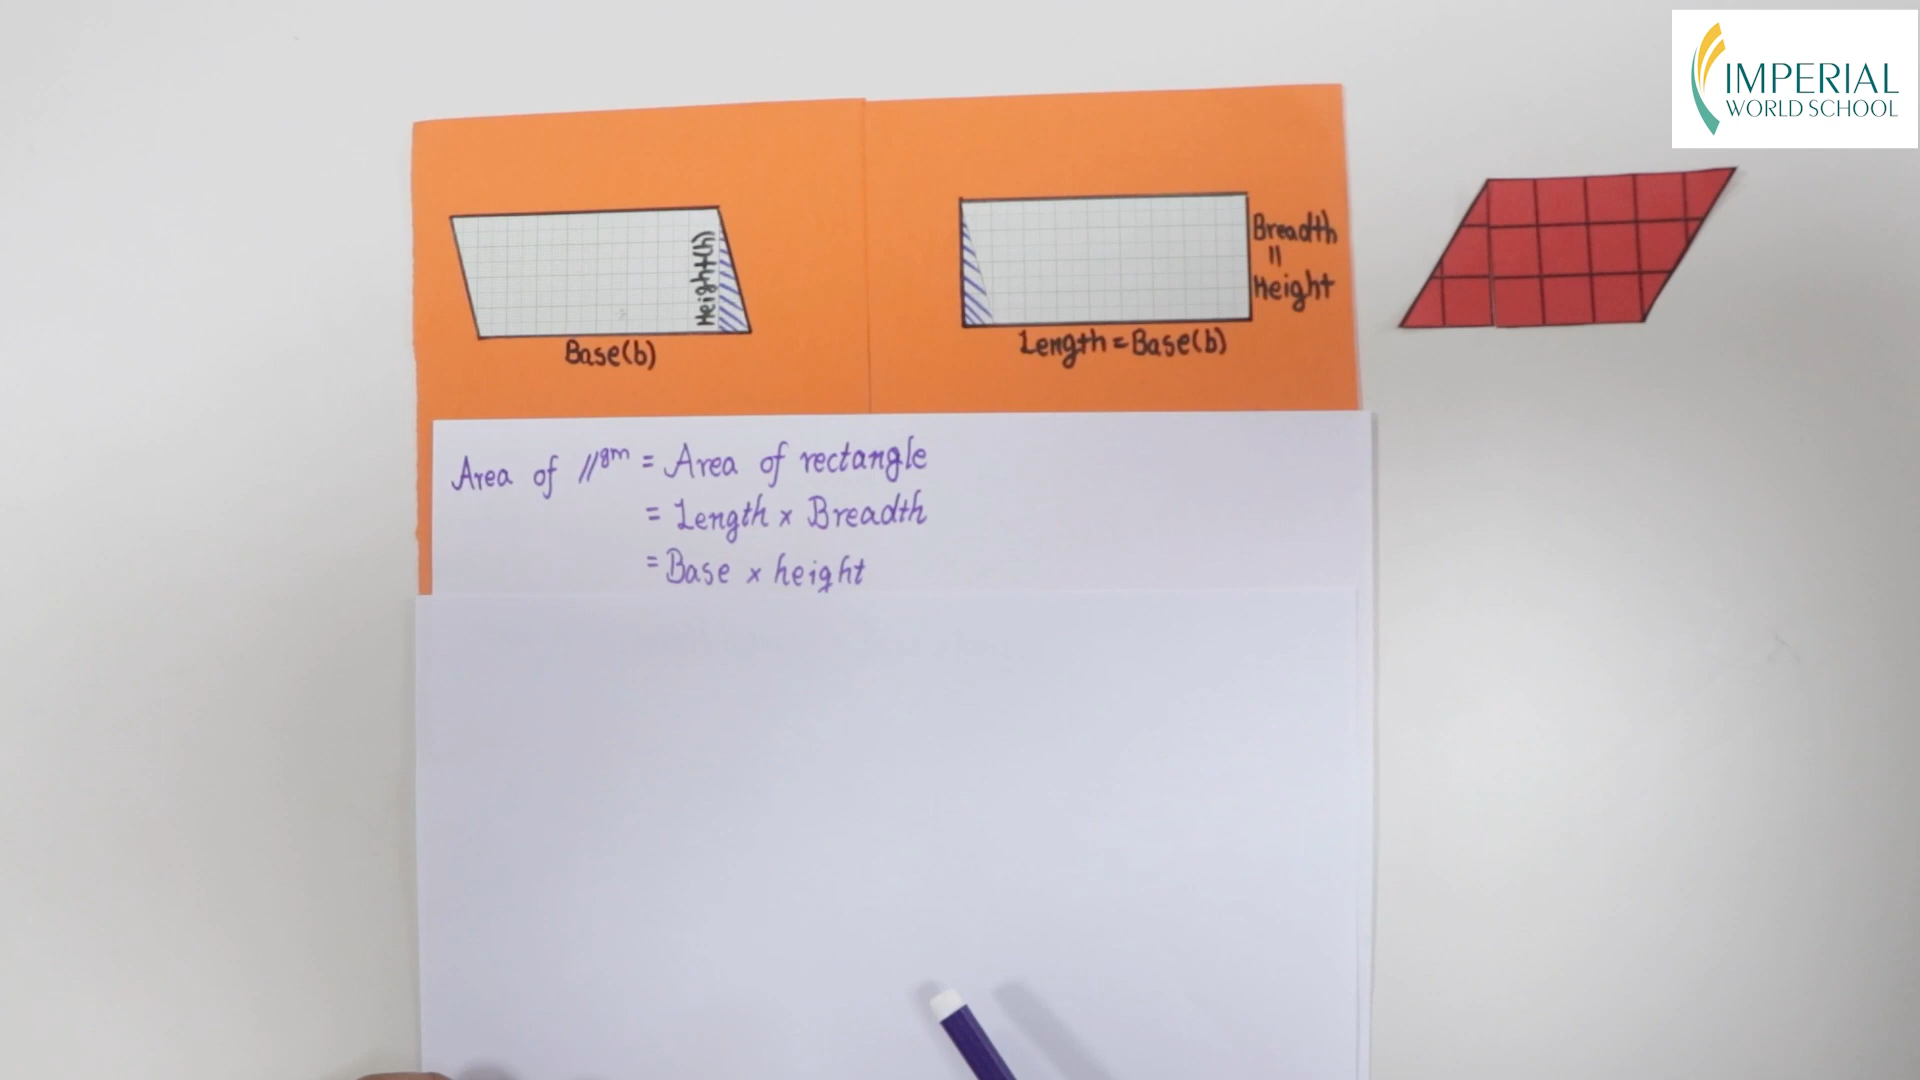 IMPERIAL
WORLD SCHOOL
Height(h)
Base(b)
Breadth
=
Height
Length = Base(b)
Area of //gm = Area of rectangle
= Length × Breadth
= Base × height